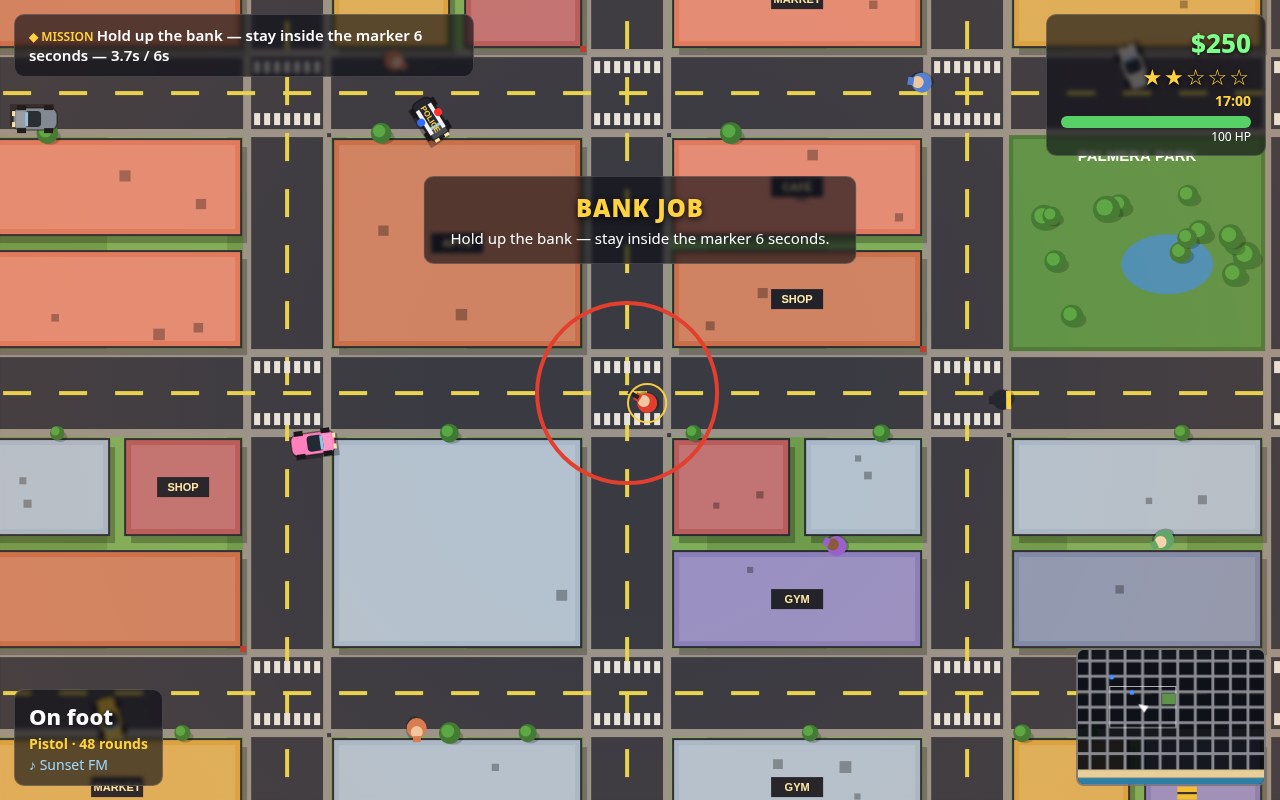 MARKET
◆ MISSION Hold up the bank — stay inside the marker 6
seconds — 3.7s / 6s
$250
★★☆☆☆
17:00
100 HP
POLICE
PALMERA PARK
CAFE
BANK JOB
Hold up the bank — stay inside the marker 6 seconds.
SHOP
SHOP
GYM
On foot
Pistol · 48 rounds
♪ Sunset FM
MARKET
GYM